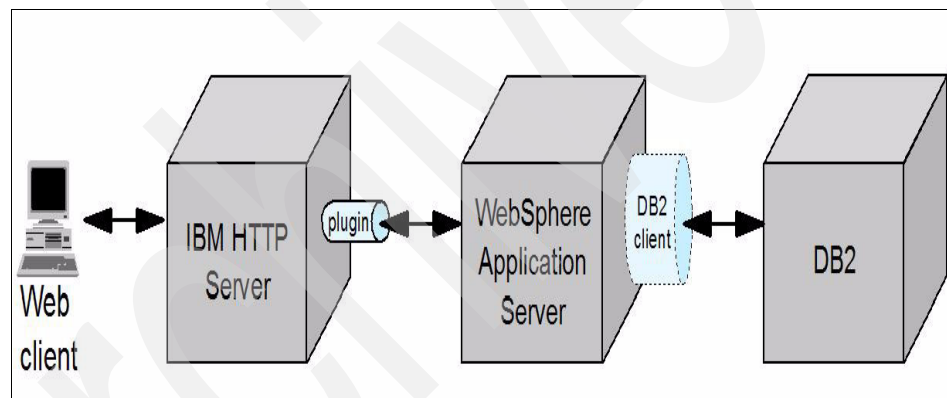 Web
client
IBM HTTP
Server
plugin
WebSphere
Application
Server
DB2
client
DB2